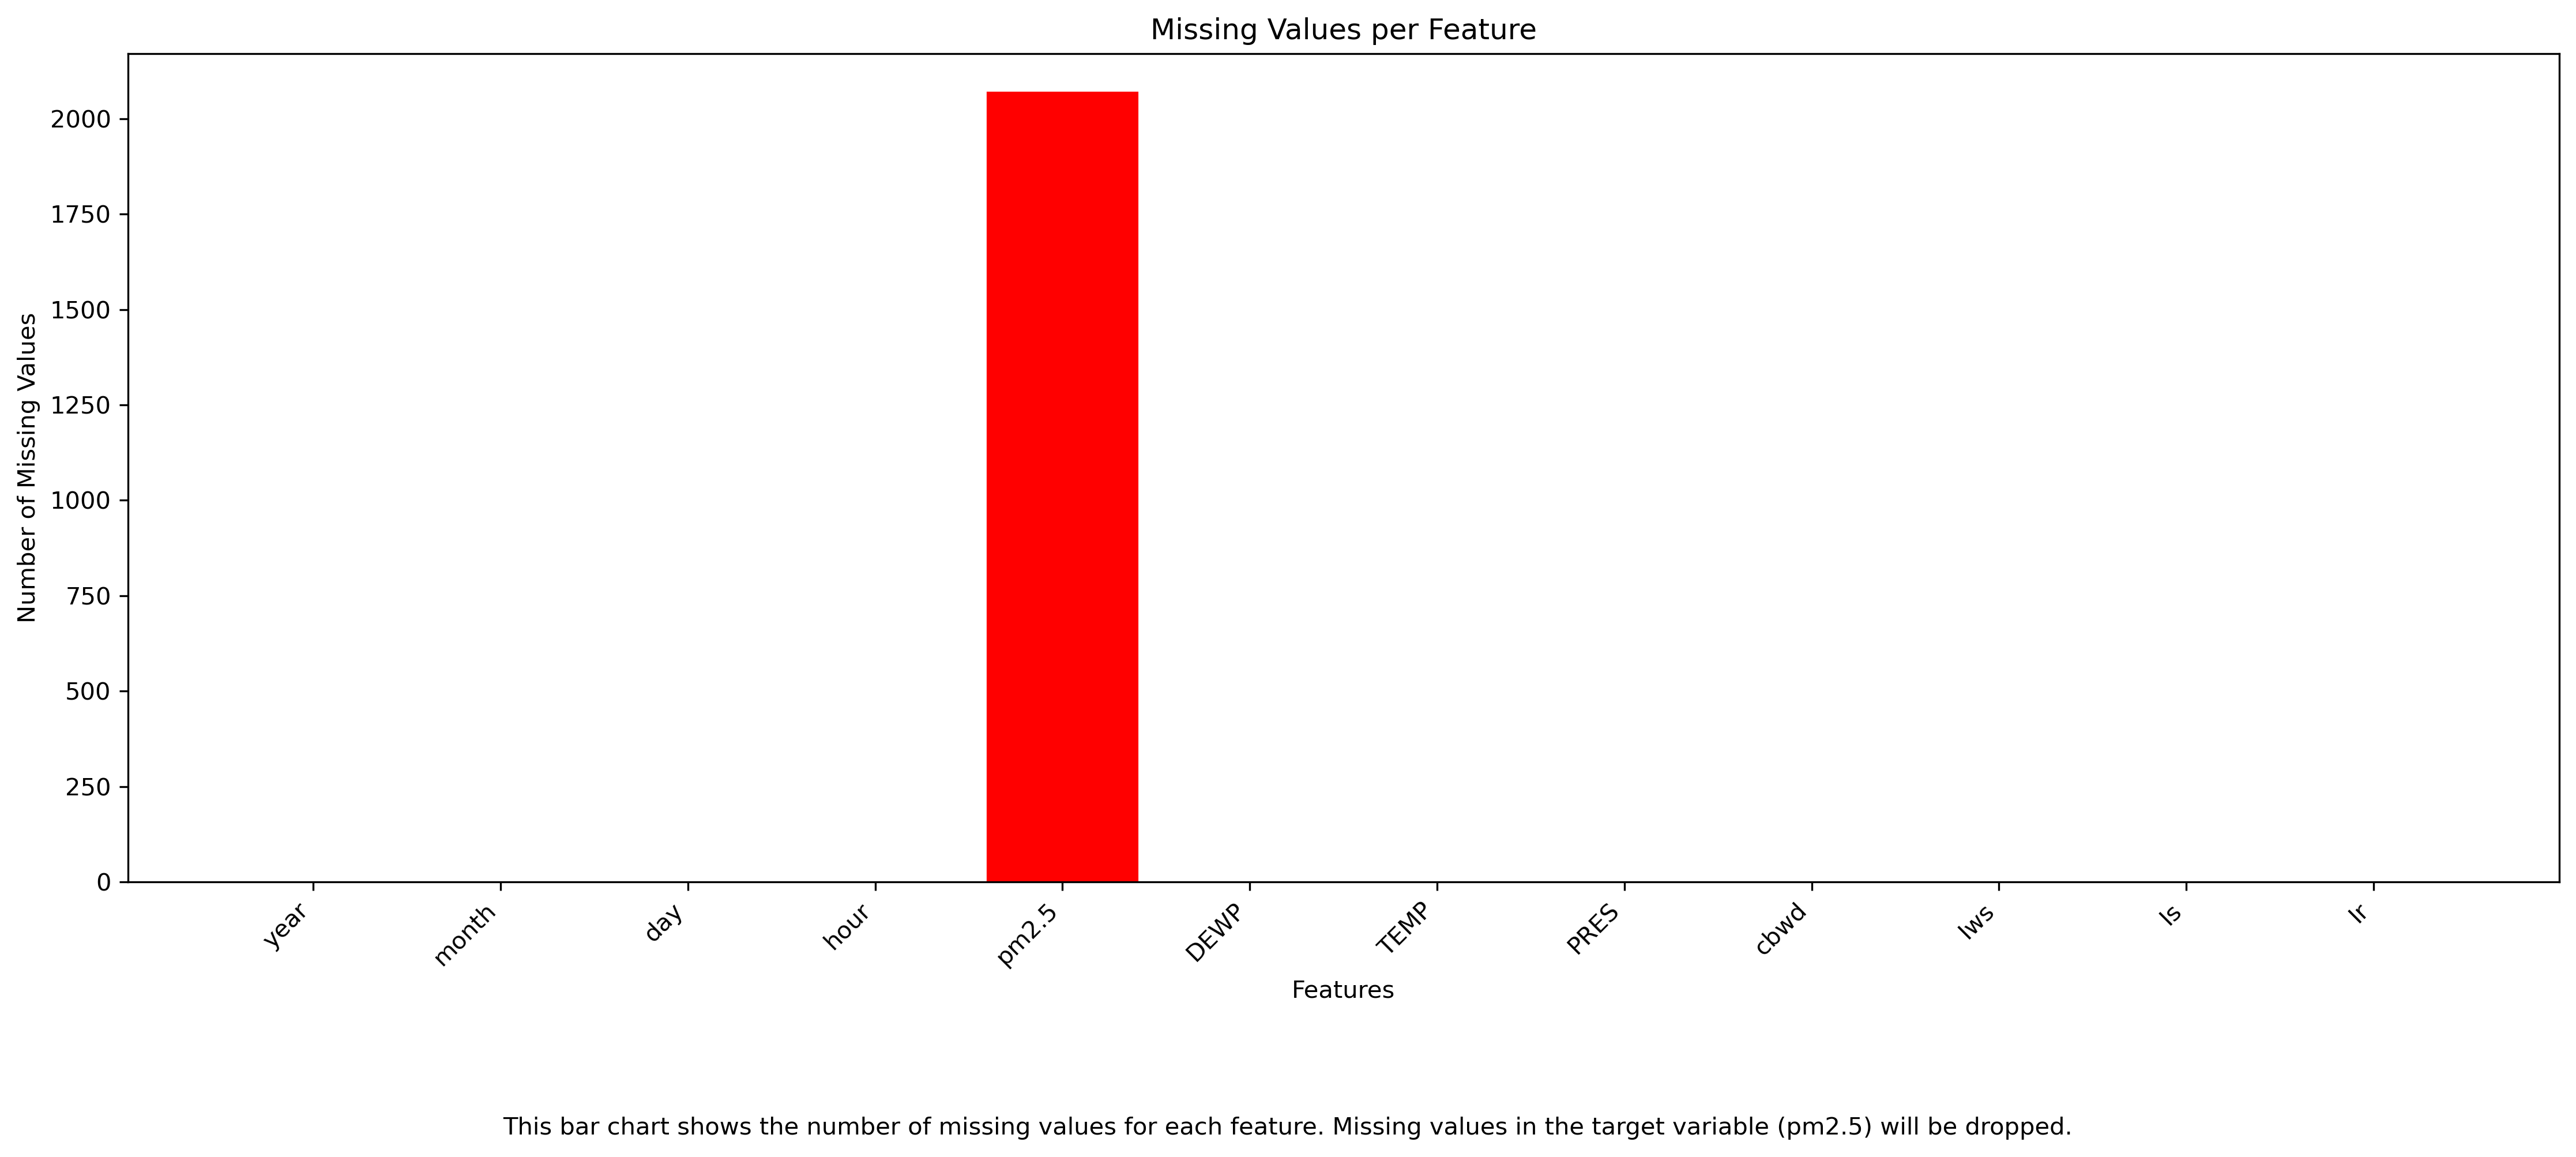 Missing Values per Feature
Number of Missing Values
2000
1750
1500
1250
1000
750
500
250
0
year
month
day
hour
pm2.5
DEWP
TEMP
PRES
cbwd
Iws
Is
Ir
Features
This bar chart shows the number of missing values for each feature. Missing values in the target variable (pm2.5) will be dropped.